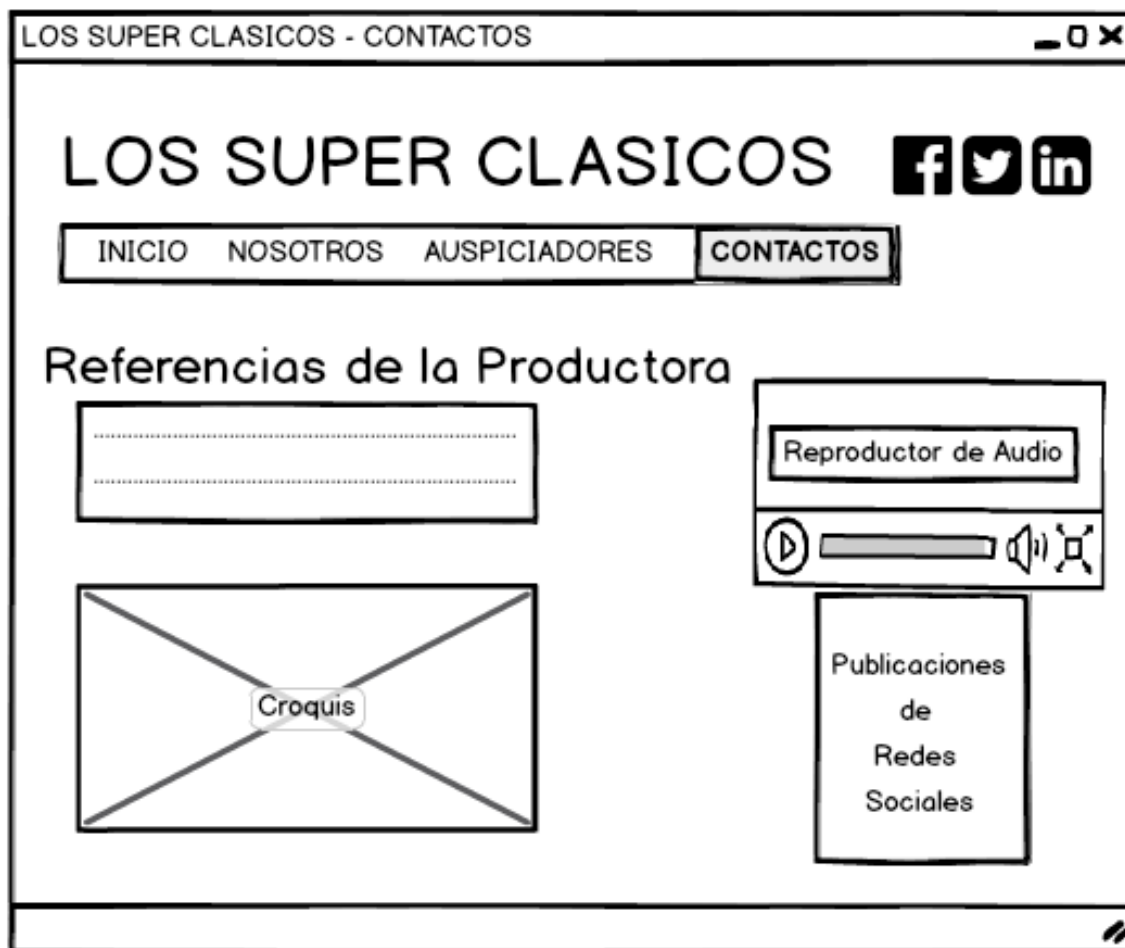 LOS SUPER CLASICOS - CONTACTOS
LOS SUPER CLASICOS
INICIO NOSOTROS AUSPICIADORES CONTACTOS
Referencias de la Productora
Croquis
Reproductor de Audio
Publicaciones
de
Redes
Sociales